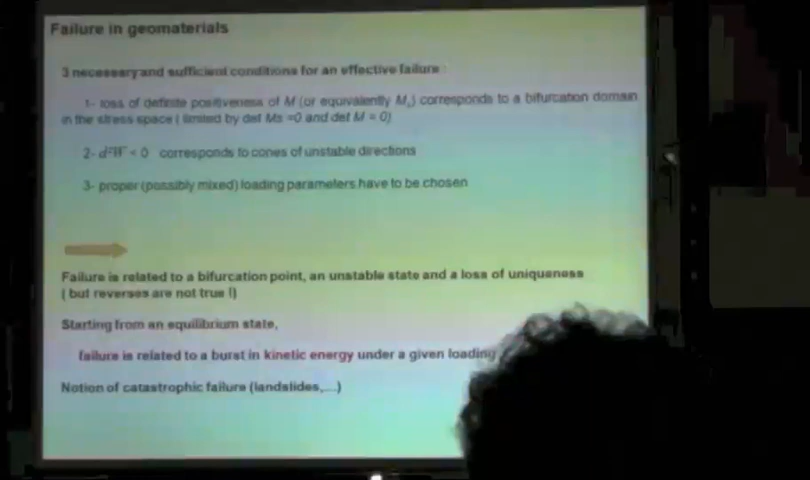 Failure in geomaterials
3 necessary and sufficient conditions for an effective failure :
1- loss of definite positiveness of M (or equivalently Ms) corresponds to a bifurcation domain
in the stress space ( limited by det Ms =0 and det M = 0)
2- d²W < 0 corresponds to cones of unstable directions
3- proper (possibly mixed) loading parameters have to be chosen
Failure is related to a bifurcation point, an unstable state and a loss of uniqueness
( but reverses are not true !)
Starting from an equilibrium state,
failure is related to a burst in kinetic energy under a given loading
Notion of catastrophic failure (landslides,...)